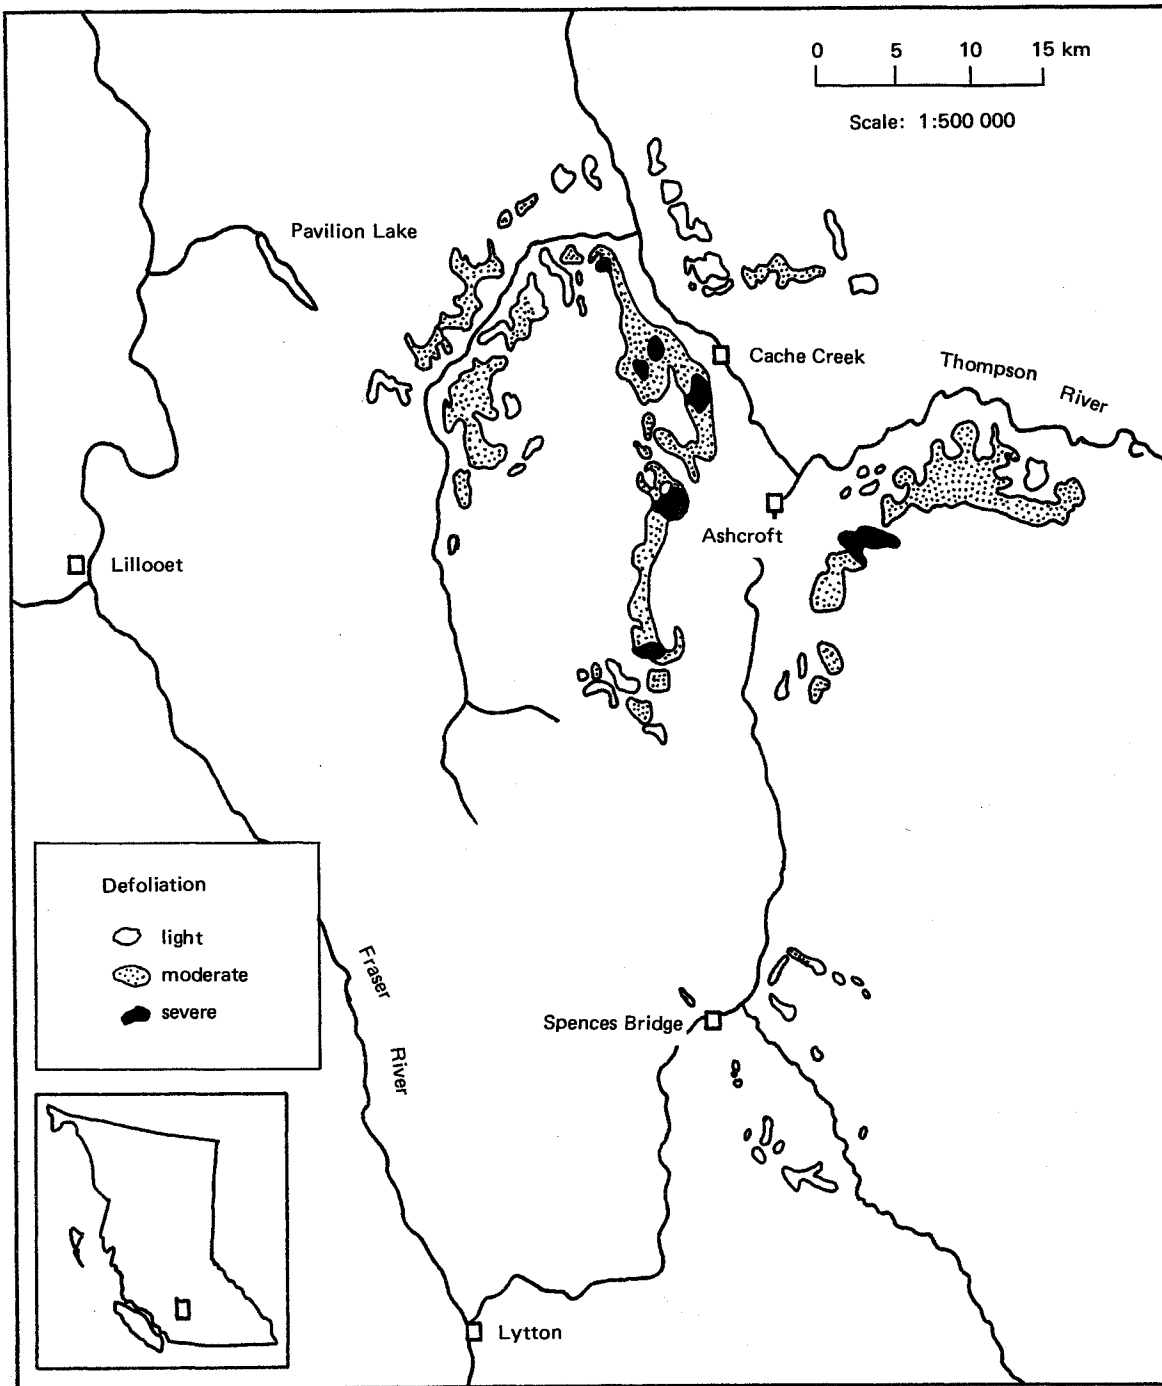 0 5 10 15 km
Scale: 1:500 000
Pavilion Lake
Cache Creek
Thompson
River
Ashcroft
Lillooet
Defoliation
light
moderate
severe
Fraser
River
Spences Bridge
Lytton